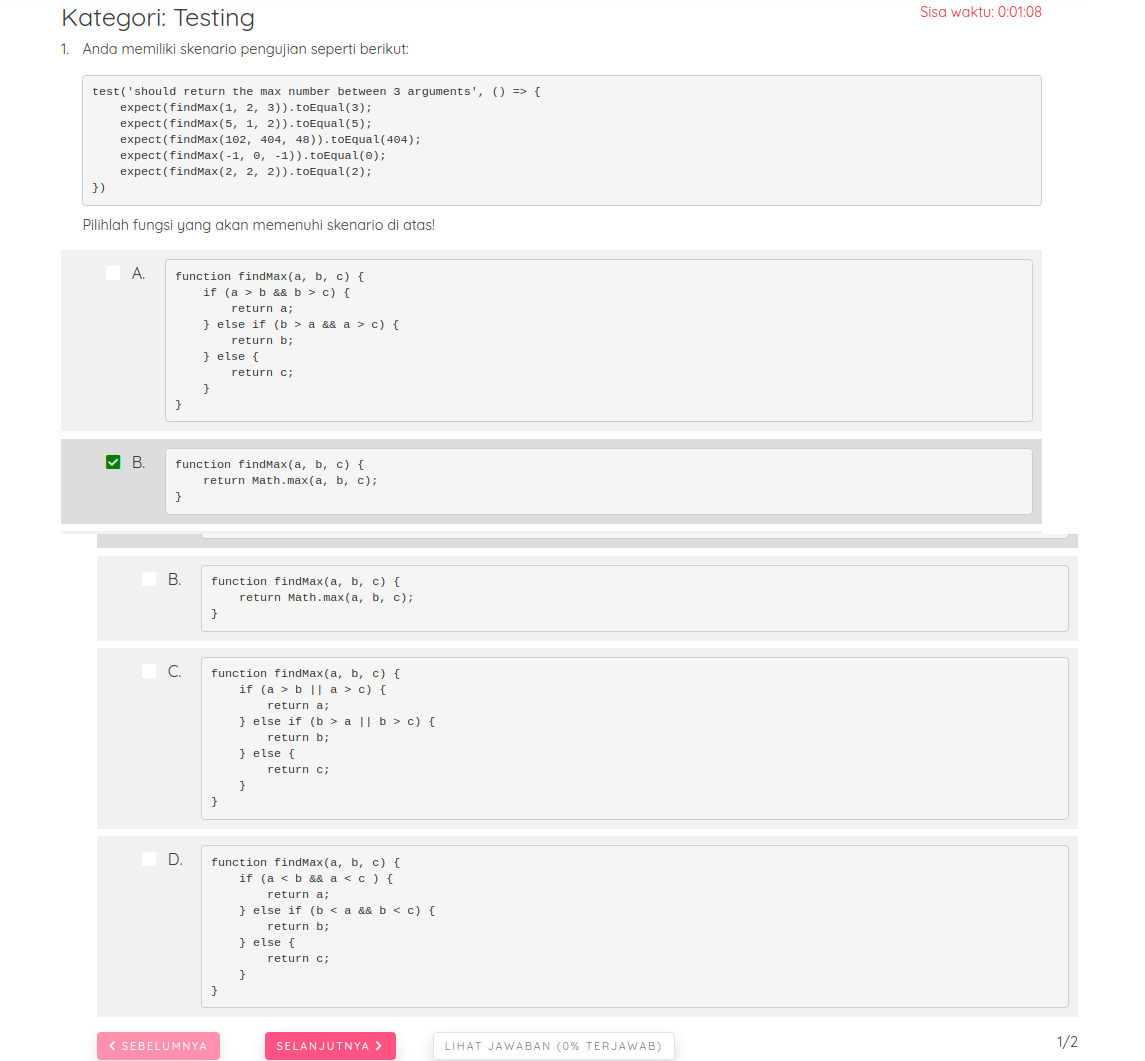 Kategori: Testing
Sisa waktu: 0:01:08
1. Anda memiliki skenario pengujian seperti berikut:
test('should return the max number between 3 arguments', () => {
    expect(findMax(1, 2, 3)).toEqual(3);
    expect(findMax(5, 1, 2)).toEqual(5);
    expect(findMax(102, 404, 48)).toEqual(404);
    expect(findMax(-1, 0, -1)).toEqual(0);
    expect(findMax(2, 2, 2)).toEqual(2);
})
Pilihlah fungsi yang akan memenuhi skenario di atas!
A.
function findMax(a, b, c) {
    if (a > b && b > c) {
        return a;
    } else if (b > a && a > c) {
        return b;
    } else {
        return c;
    }
}
B.
function findMax(a, b, c) {
    return Math.max(a, b, c);
}
B.
function findMax(a, b, c) {
    return Math.max(a, b, c);
}
C.
function findMax(a, b, c) {
    if (a > b || a > c) {
        return a;
    } else if (b > a || b > c) {
        return b;
    } else {
        return c;
    }
}
D.
function findMax(a, b, c) {
    if (a < b && a < c ) {
        return a;
    } else if (b < a && b < c) {
        return b;
    } else {
        return c;
    }
}
SEBELUMNYA
SELANJUTNYA
LIHAT JAWABAN (0% TERJAWAB)
1/2